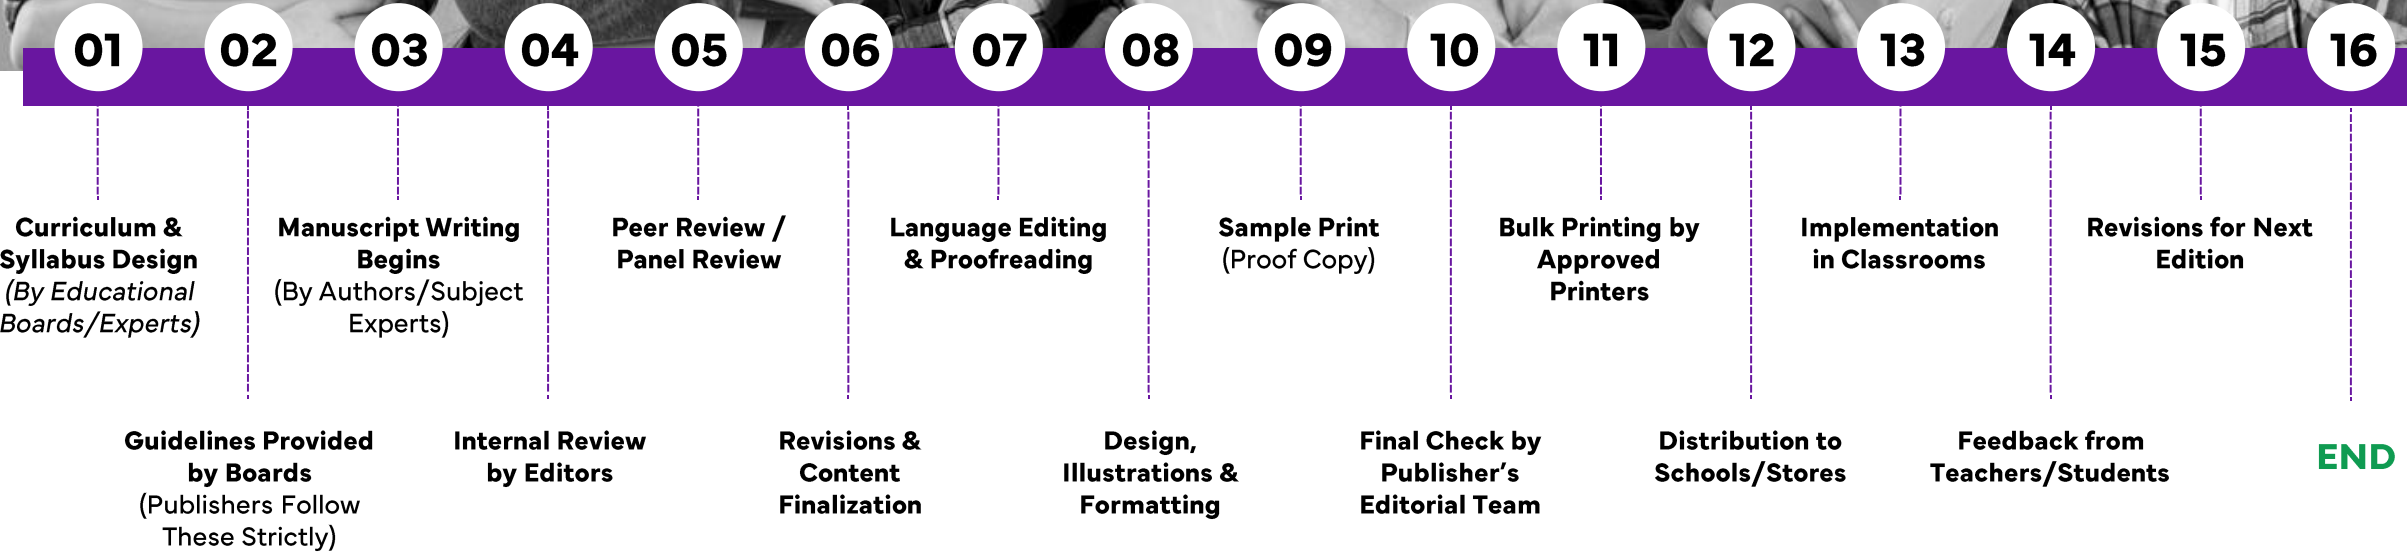 01 02 03 04 05 06 07 08 09 10 11 12 13 14 15 16
Curriculum &
Syllabus Design
(By Educational
Boards/Experts)
Guidelines Provided
by Boards
(Publishers Follow
These Strictly)
Manuscript Writing
Begins
(By Authors/Subject
Experts)
Internal Review
by Editors
Peer Review /
Panel Review
Revisions &
Content
Finalization
Language Editing
& Proofreading
Design,
Illustrations &
Formatting
Sample Print
(Proof Copy)
Final Check by
Publisher’s
Editorial Team
Bulk Printing by
Approved
Printers
Distribution to
Schools/Stores
Implementation
in Classrooms
Feedback from
Teachers/Students
Revisions for Next
Edition
END